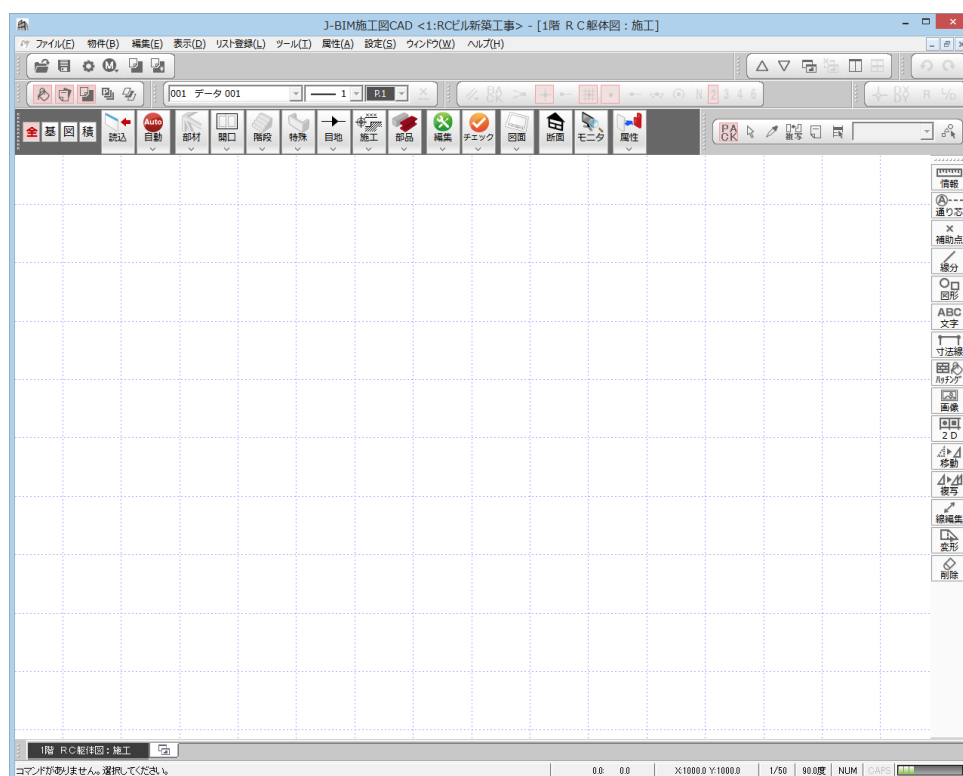 J-BIM施工図CAD <1:RCビル新築工事> - [1階 ＲＣ躯体図：施工]
ファイル(F) 物件(B) 編集(E) 表示(D) リスト登録(L) ツール(T) 属性(A) 設定(S) ウィンドウ(W) ヘルプ(H)
001 データ 001 1 P.1 N 2 3 4 6
全 基 図 積 読込 Auto 自動 部材 開口 階段 特殊 目地 施工 部品 編集 チェック 図面 断面 モニタ 属性 PACK 複写
情報
通り芯
補助点
線分
図形
ABC
文字
寸法線
ハッチング
画像
2 D
移動
複写
線編集
変形
削除
1階 ＲＣ躯体図：施工
コマンドがありません。選択してください。 0.0: 0.0 X:1000.0 Y:1000.0 1/50 90.0度 NUM CAPS